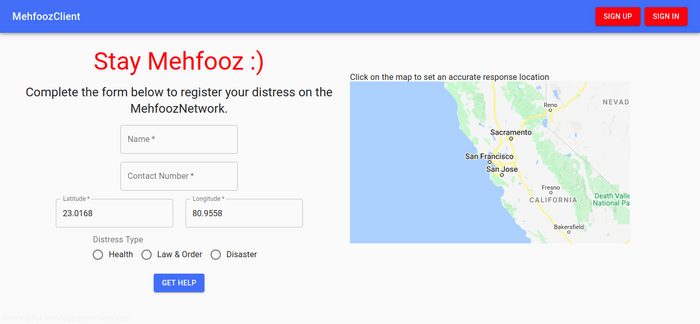 MehfoozClient
SIGN UP
SIGN IN
Stay Mehfooz :)
Complete the form below to register your distress on the
MehfoozNetwork.
Name *
Contact Number *
Latitude *
Longitude *
23.0168
80.9558
Distress Type
Health
Law & Order
Disaster
GET HELP
Click on the map to set an accurate response location
Reno
NEVAD
Sacramento
San Francisco
San Jose
Fresno
CALIFORNIA
Death Valle
National Pa
Bakersfield